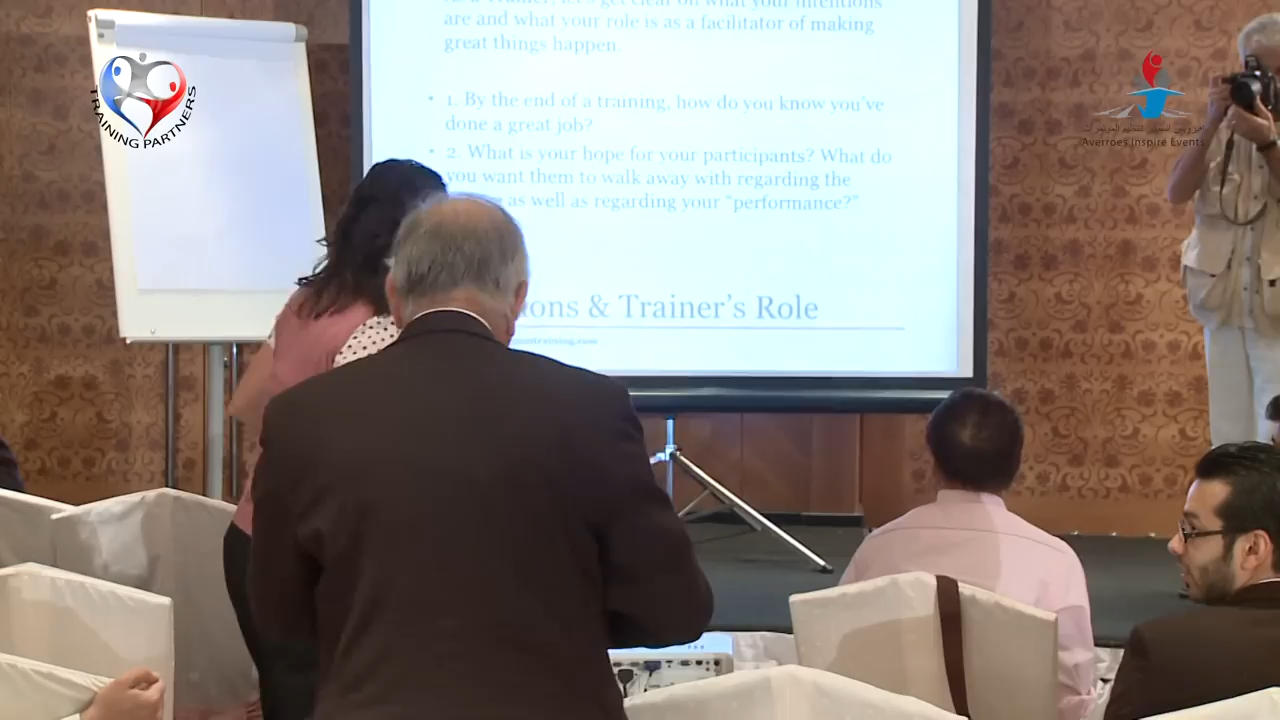 are and what your role is as a facilitator of making
great things happen.
• 1. By the end of a training, how do you know you've
done a great job?
• 2. What is your hope for your participants? What do
you want them to walk away with regarding the
as well as regarding your "performance?"
& Trainer's Role
TRAINING PARTNERS
Averroes Inspire Events